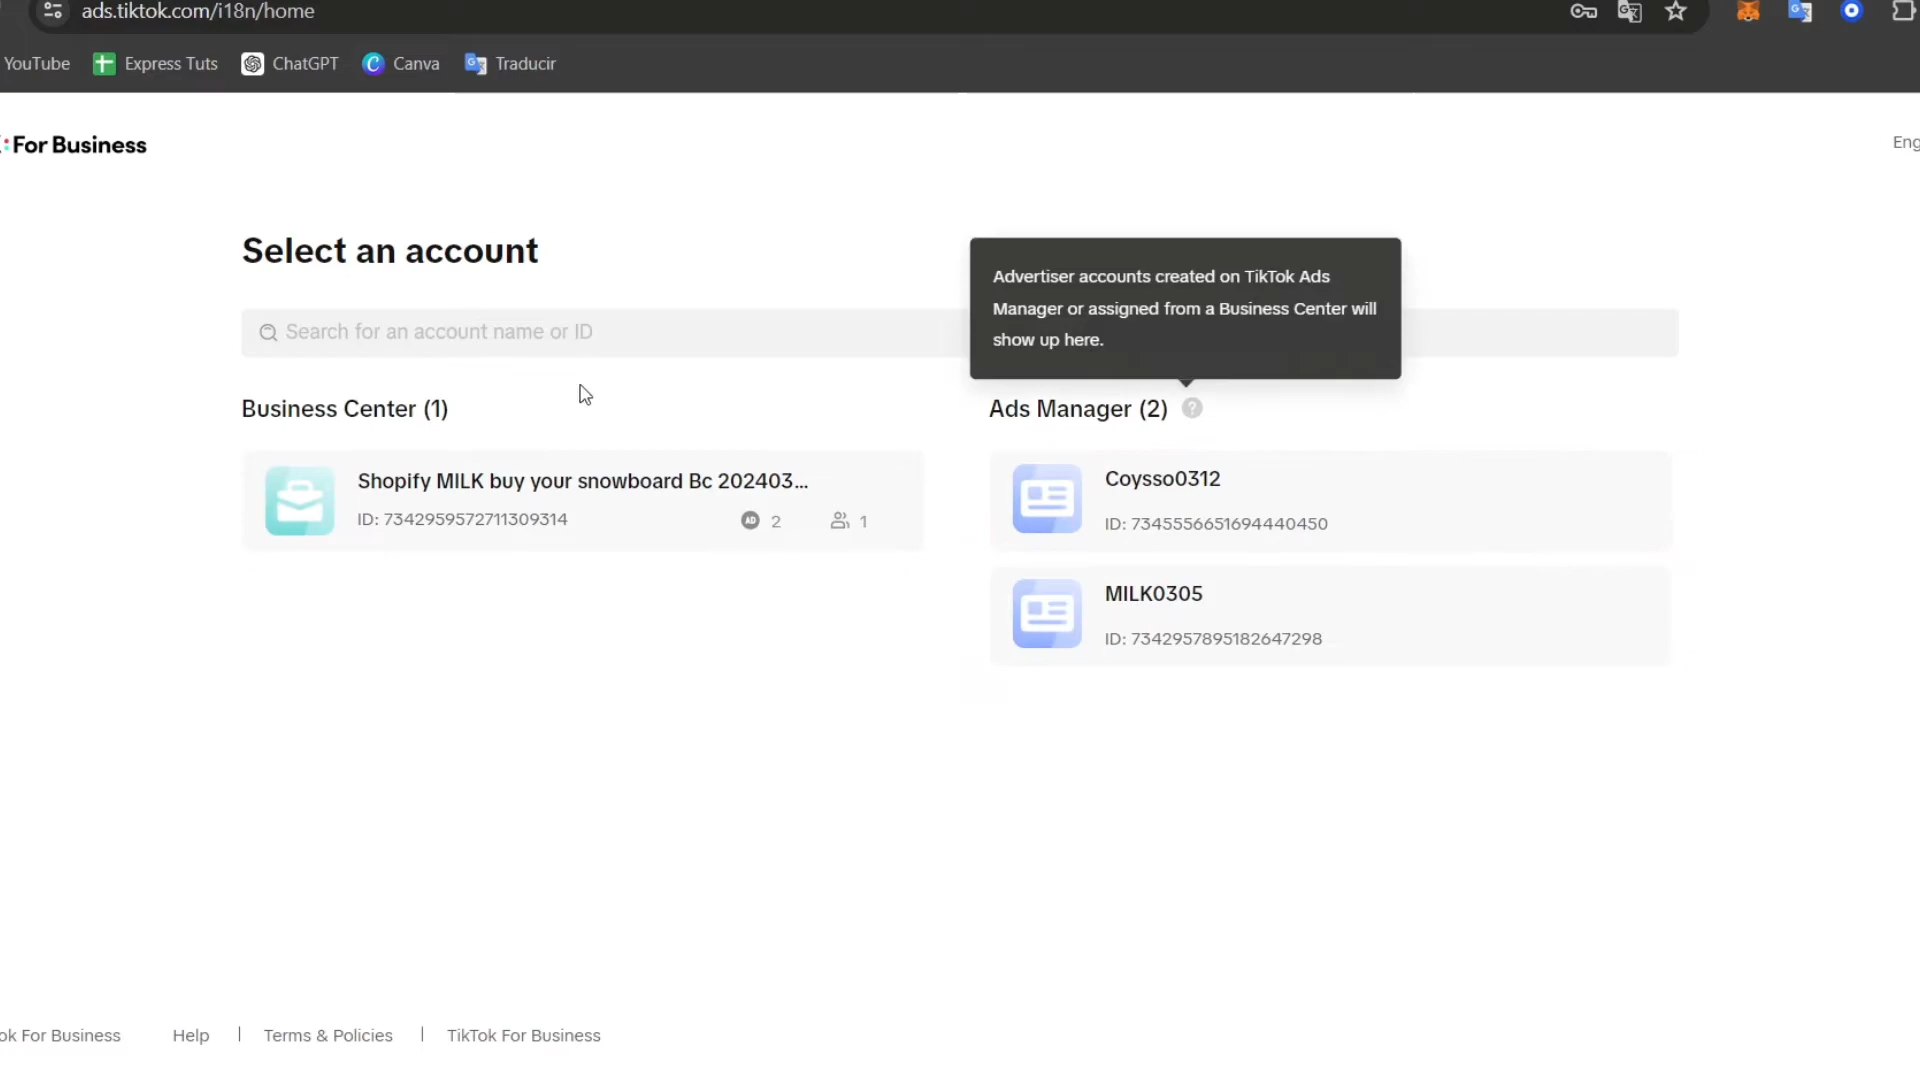 ads.tiktok.com/i18n/home
YouTube Express Tuts ChatGPT Canva Traducir
: For Business
Eng
Select an account
Advertiser accounts created on TikTok Ads
Manager or assigned from a Business Center will
show up here.
Search for an account name or ID
Business Center (1)
Ads Manager (2) ?
Shopify MILK buy your snowboard Bc 202403...
ID: 7342959572711309314 AD 2 1
Coysso0312
ID: 7345556651694440450
MILK0305
ID: 7342957895182647298
ok For Business Help | Terms & Policies | TikTok For Business